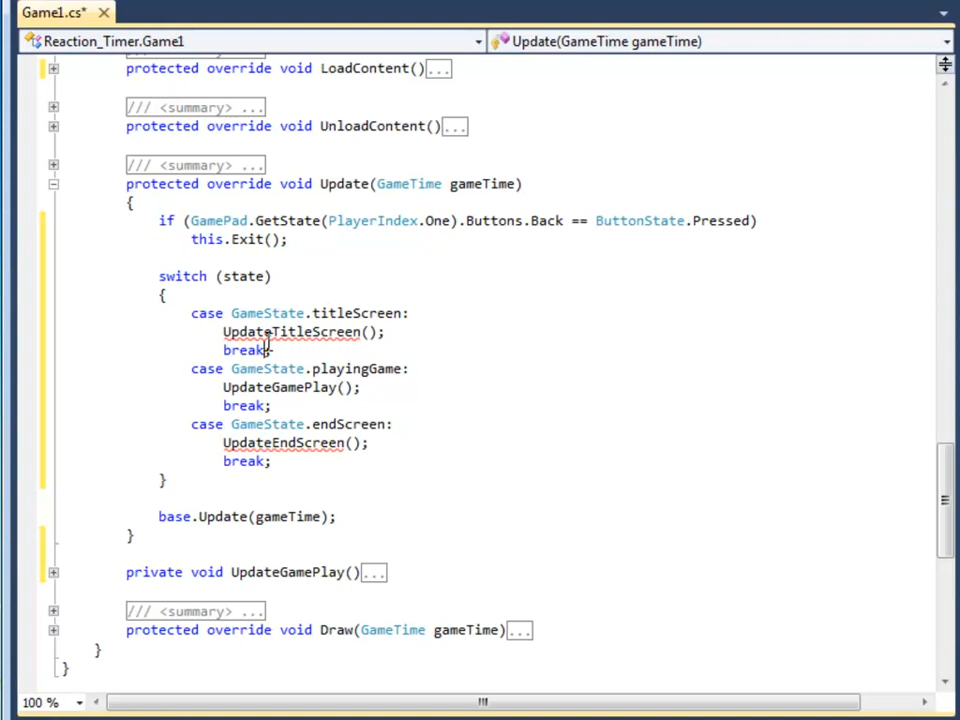 Game1.cs*
Reaction_Timer.Game1 Update(GameTime gameTime)
protected override void LoadContent()...
/// <summary> ...
protected override void UnloadContent()...
/// <summary> ...
protected override void Update(GameTime gameTime)
{
if (GamePad.GetState(PlayerIndex.One).Buttons.Back == ButtonState.Pressed)
this.Exit();
switch (state)
{
case GameState.titleScreen:
UpdateTitleScreen();
break;
case GameState.playingGame:
UpdateGamePlay();
break;
case GameState.endScreen:
UpdateEndScreen();
break;
}
base.Update(gameTime);
}
private void UpdateGamePlay()...
/// <summary> ...
protected override void Draw(GameTime gameTime)...
}
}
100 %